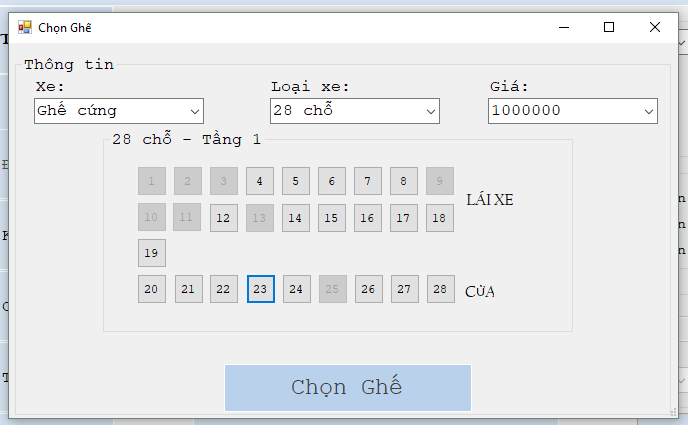 Chọn Ghế
Thông tin
Xe: Loại xe: Giá:
Ghế cứng 28 chỗ 1000000
28 chỗ - Tầng 1
1 2 3 4 5 6 7 8 9
LÁI XE
10 11 12 13 14 15 16 17 18
19
20 21 22 23 24 25 26 27 28 CỬA
Chọn Ghế